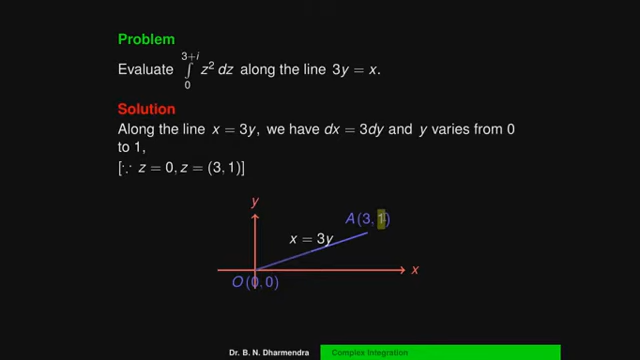 Problem
3+i
Evaluate ∫ z² dz along the line 3y = x.
0
Solution
Along the line x = 3y, we have dx = 3dy and y varies from 0
to 1,
[∵ z = 0, z = (3, 1)]
y
A(3, 1)
x = 3y
x
O(0, 0)
Dr. B. N. Dharmendra Complex Integration